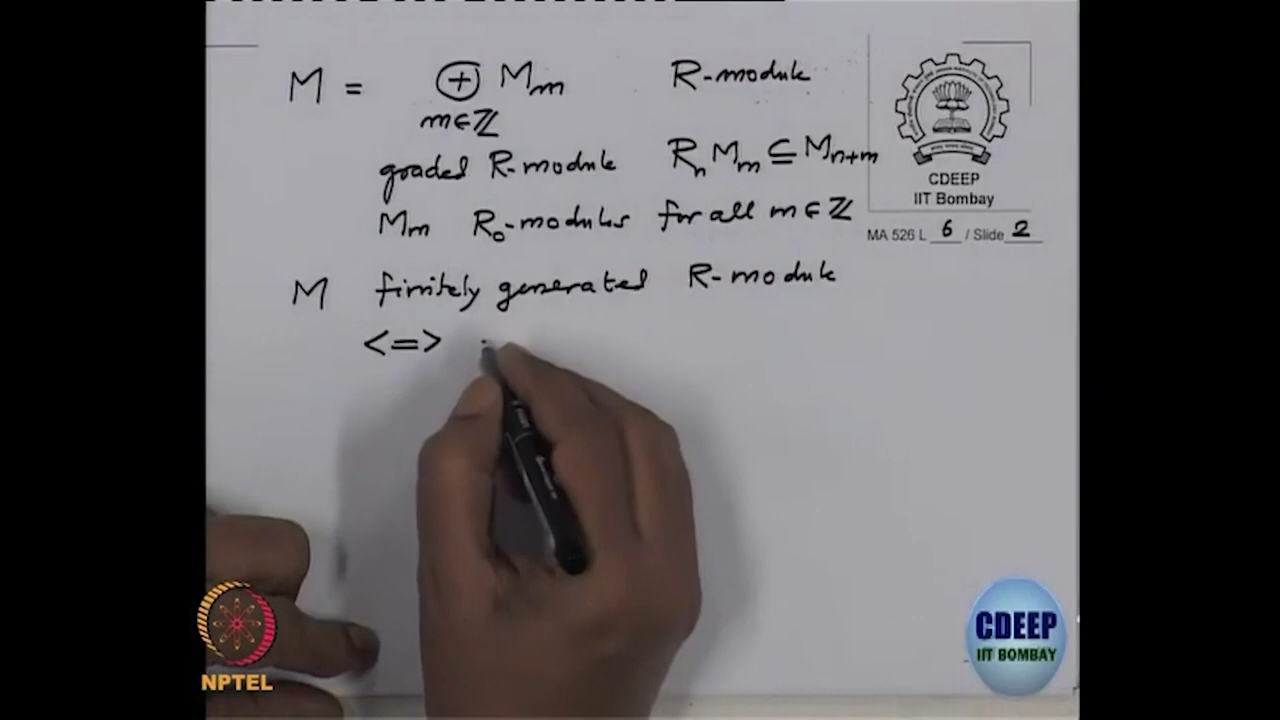 M = ⊕ M_m R-module
m∈ℤ
graded R-module R_n M_m ⊆ M_{n+m}
M_m R_0-modules for all m∈ℤ
M finitely generated R-module
<=>
CDEEP
IIT Bombay
MA 526 L 6 / Slide 2
NPTEL
CDEEP
IIT BOMBAY